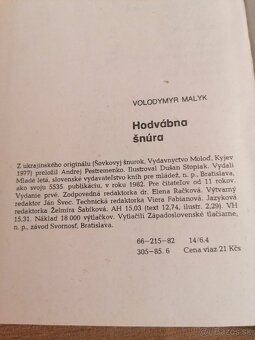 VOLODYMYR MALYK
Hodvábna
šnúra
Z ukrajinského originálu (Šovkovyj šnurok, Vydavnyctvo Moloď, Kyjev
1977) preložil Andrej Pestremenko. Ilustroval Dušan Stopiak. Vydali
Mladé letá, slovenské vydavateľstvo kníh pre mládež, n. p., Bratislava,
ako svoju 5535 publikáciu, v roku 1982. Pre čitateľov od 11 rokov.
Vydanie prvé. Zodpovedná redaktorka dr. Elena Račková. Výtvarný
redaktor Ján Švec. Technická redaktorka Viera Fabianová. Jazyková
redaktorka Želmíra Šabíková. AH 15,03 (text 12,74, ilustr. 2,29). VH
15,31. Náklad 18 000 výtlačkov. Vytlačili Západoslovenské tlačiarne,
n. p., závod Svornosť, Bratislava.
66-215-82 14/6.4
305-85. 6 Cena viaz. 21 Kčs